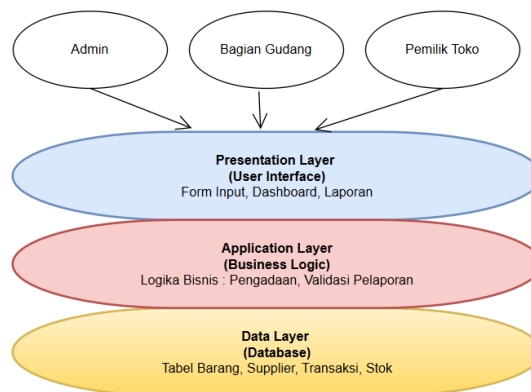 Admin
Bagian Gudang
Pemilik Toko
Presentation Layer
(User Interface)
Form Input, Dashboard, Laporan
Application Layer
(Business Logic)
Logika Bisnis : Pengadaan, Validasi Pelaporan
Data Layer
(Database)
Tabel Barang, Supplier, Transaksi, Stok